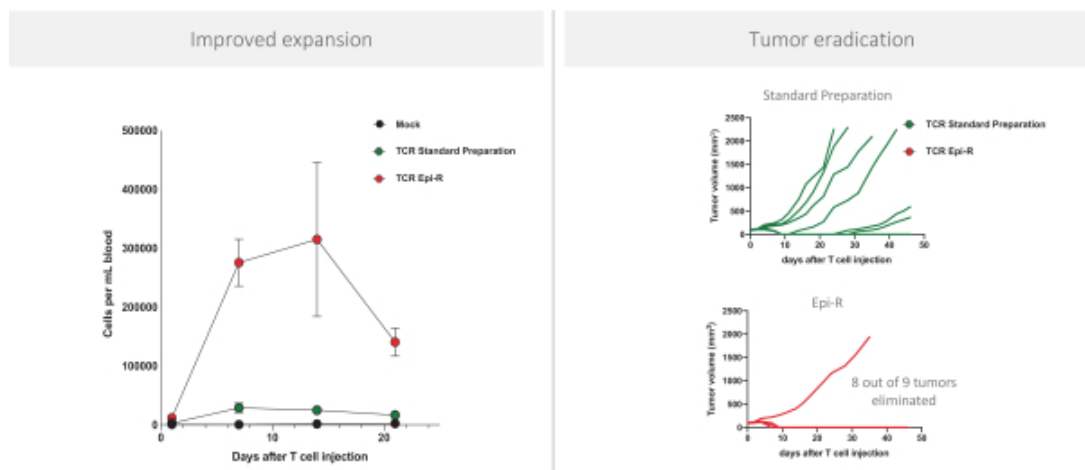 Improved expansion
Mock
TCR Standard Preparation
TCR Epi-R
500000
400000
300000
200000
100000
0
Cells per mL blood
0
10
20
Days after T cell injection
Tumor eradication
Standard Preparation
TCR Standard Preparation
TCR Epi-R
2500
2000
1500
1000
500
0
Tumor volume (mm³)
0 10 20 30 40 50
days after T cell injection
Epi-R
2500
2000
1500
1000
500
0
Tumor volume (mm³)
8 out of 9 tumors
eliminated
0 10 20 30 40 50
days after T cell injection